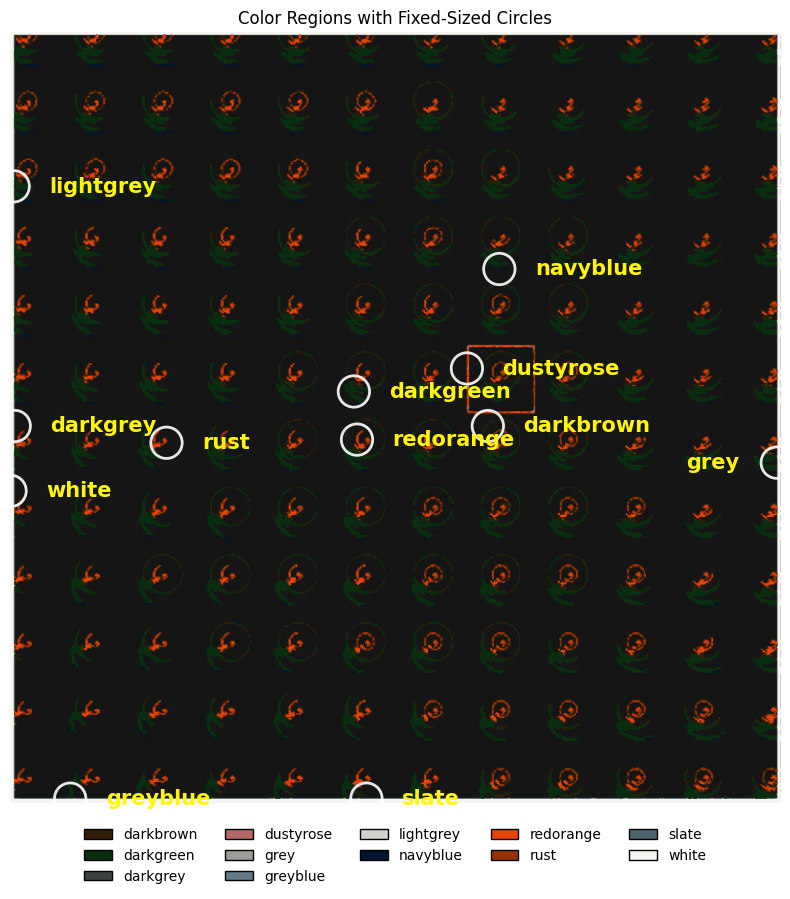 Color Regions with Fixed-Sized Circles
lightgrey
navyblue
dustyrose
darkgreen
darkgrey
darkbrown
rust
redorange
grey
white
greyblue
slate
darkbrown dustyrose lightgrey redorange slate
darkgreen grey navyblue rust white
darkgrey greyblue